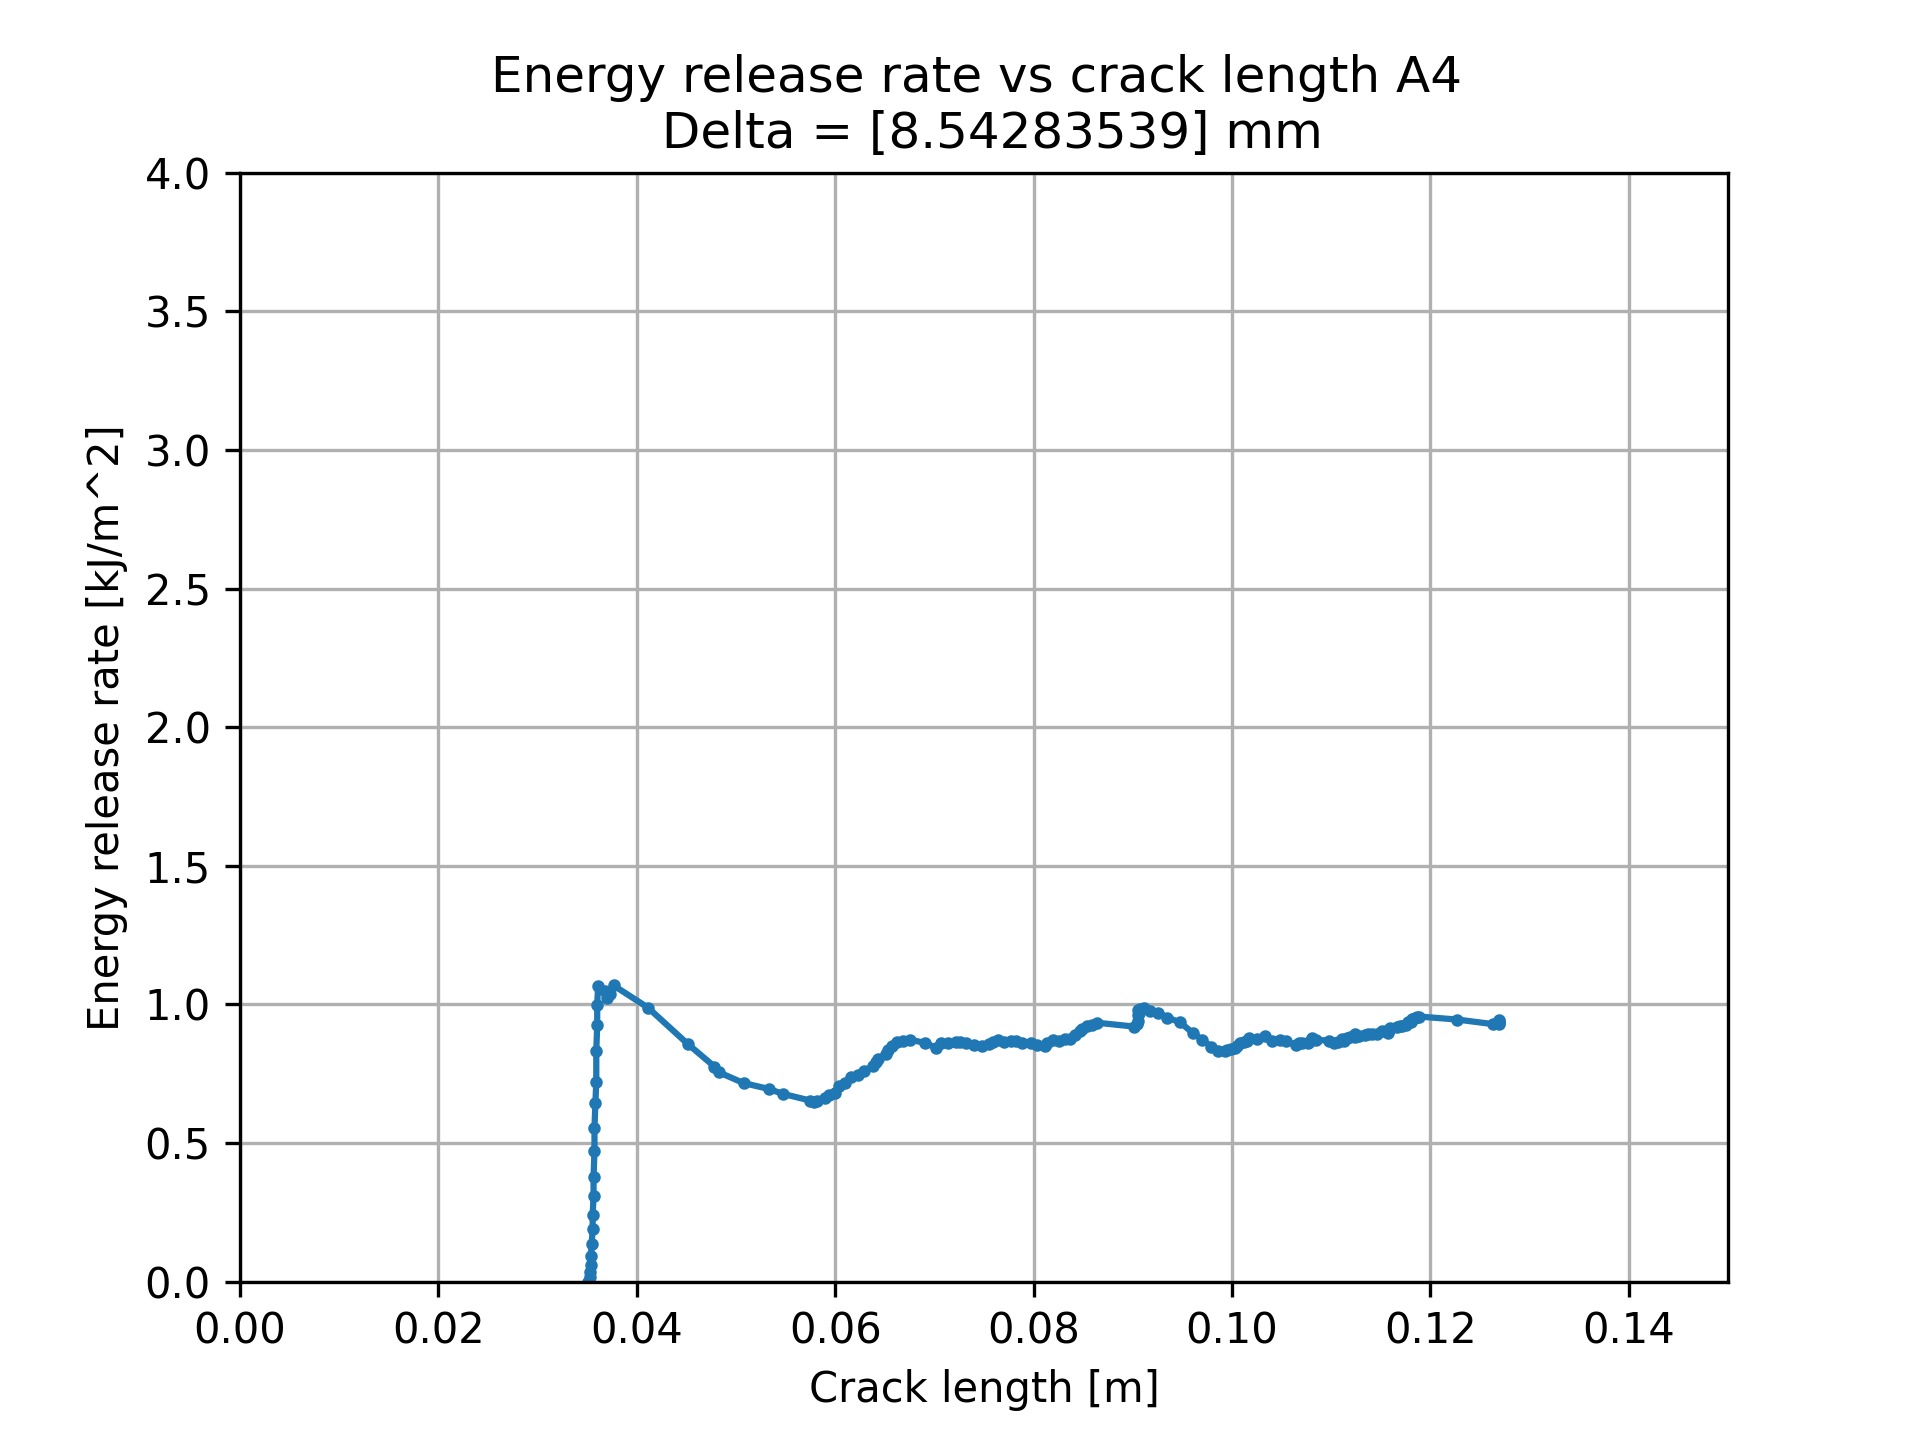 Energy release rate vs crack length A4
Delta = [8.54283539] mm
Energy release rate [kJ/m^2]
4.0
3.5
3.0
2.5
2.0
1.5
1.0
0.5
0.0
0.00 0.02 0.04 0.06 0.08 0.10 0.12 0.14
Crack length [m]